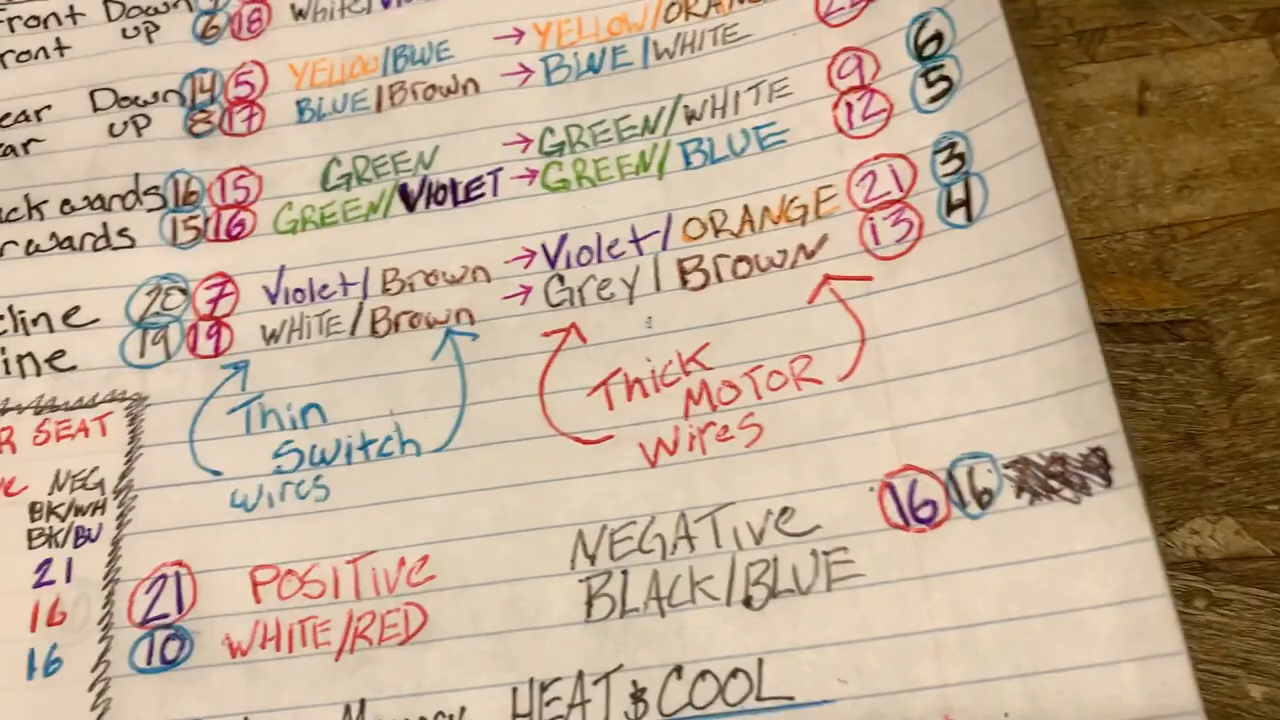 Front Down
ront up 6 18 White/
ear Down 14 5 YELLOW/BLUE → YELLOW/ORAN
ar up 8 17 BLUE/Brown → BLUE/WHITE 6
ckwards 16 15 GREEN → GREEN/WHITE 9 5
rwards 15 16 GREEN/VIOLET → GREEN/BLUE 12
cline 20 7 Violet/Brown → Violet/ORANGE 21 3
ine 19 19 WHITE/Brown → Grey/Brown 13 4
Thin Switch wires
Thick MOTOR wires
R SEAT
ve NEG
BK/WH
BK/BU
21
16
16
21 POSITIVE NEGATIVE 16 16
10 WHITE/RED BLACK/BLUE
HEAT & COOL